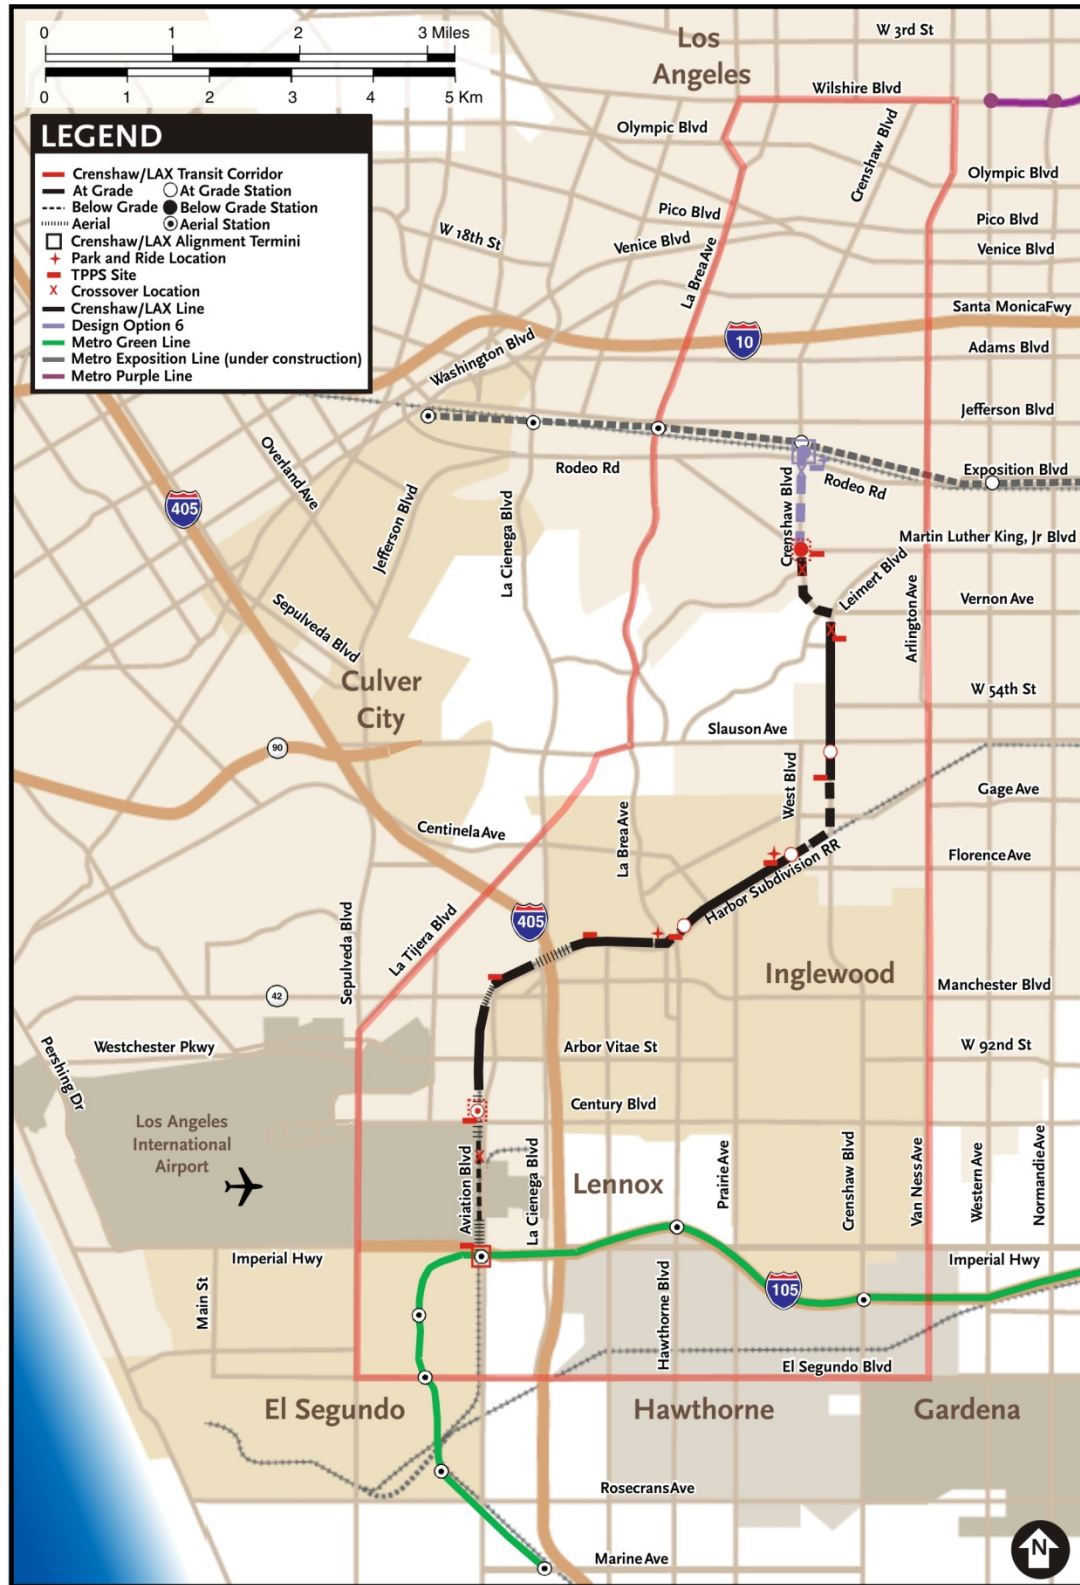 0 1 2 3 Miles
0 1 2 3 4 5 Km
LEGEND
Crenshaw/LAX Transit Corridor
At Grade At Grade Station
Below Grade Below Grade Station
Aerial Aerial Station
Crenshaw/LAX Alignment Termini
Park and Ride Location
TPPS Site
Crossover Location
Crenshaw/LAX Line
Design Option 6
Metro Green Line
Metro Exposition Line (under construction)
Metro Purple Line
Los
Angeles
W 3rd St
Wilshire Blvd
Olympic Blvd
Crenshaw Blvd
Olympic Blvd
Pico Blvd
Pico Blvd
W 18th St
Venice Blvd
Venice Blvd
La Brea Ave
Santa Monica Fwy
10
Adams Blvd
Washington Blvd
Jefferson Blvd
Overland Ave
Rodeo Rd
Exposition Blvd
Rodeo Rd
405
Jefferson Blvd
La Cienega Blvd
Crenshaw Blvd
Martin Luther King, Jr Blvd
Leimert Blvd
Vernon Ave
Arlington Ave
Sepulveda Blvd
Culver
City
W 54th St
Slauson Ave
90
West Blvd
Gage Ave
Centinela Ave
La Brea Ave
Florence Ave
Harbor Subdivision RR
405
La Tijera Blvd
Sepulveda Blvd
Inglewood
42
Manchester Blvd
Pershing Dr
Westchester Pkwy
Arbor Vitae St
W 92nd St
Century Blvd
Los Angeles
International
Airport
Aviation Blvd
La Cienega Blvd
Lennox
Prairie Ave
Crenshaw Blvd
Van Ness Ave
Western Ave
Normandie Ave
Imperial Hwy
Imperial Hwy
Main St
Hawthorne Blvd
105
El Segundo Blvd
El Segundo
Hawthorne
Gardena
Rosecrans Ave
Marine Ave
N